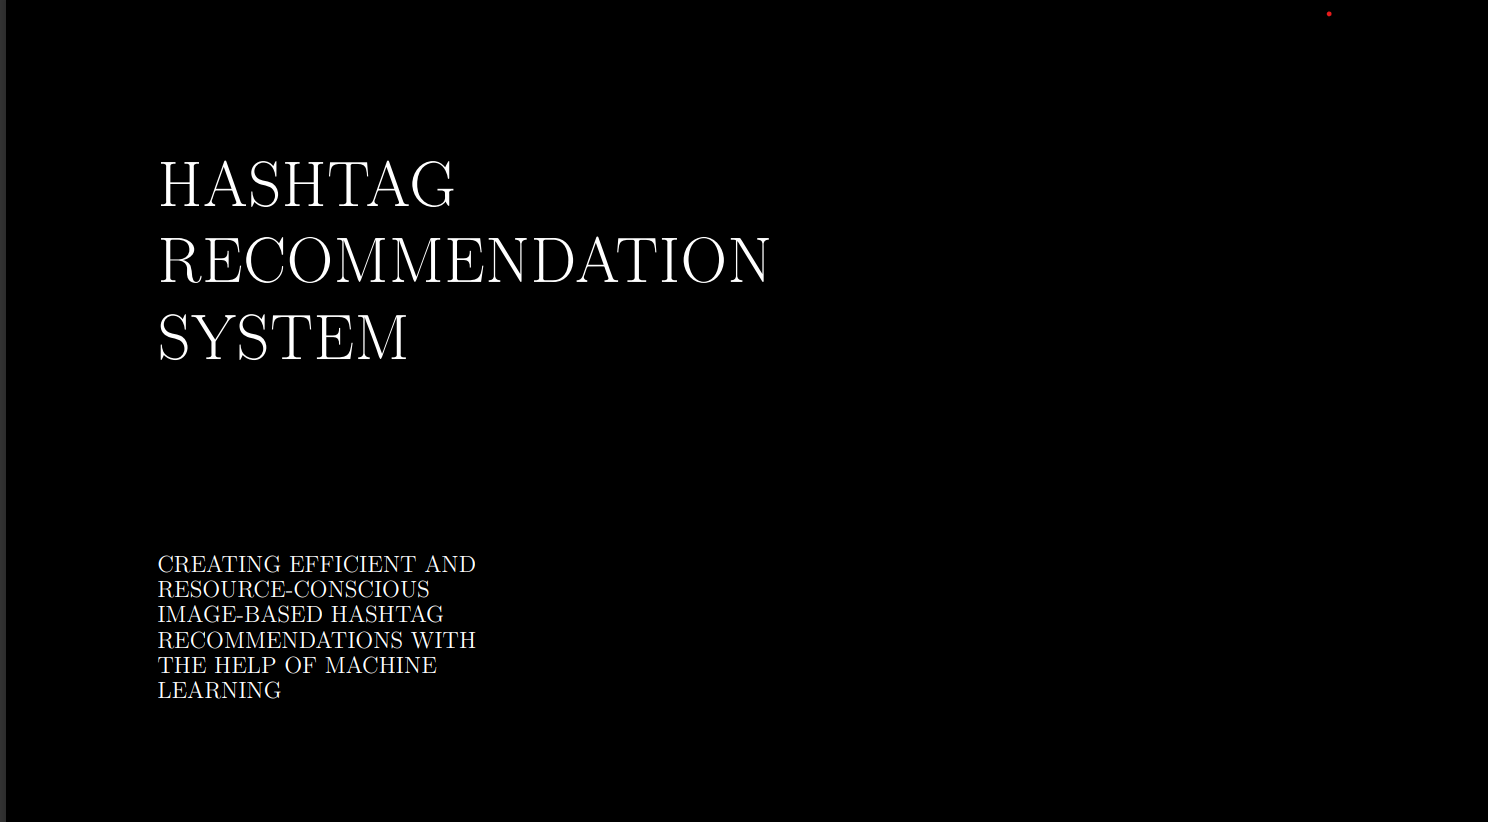 HASHTAG
RECOMMENDATION
SYSTEM
CREATING EFFICIENT AND
RESOURCE-CONSCIOUS
IMAGE-BASED HASHTAG
RECOMMENDATIONS WITH
THE HELP OF MACHINE
LEARNING